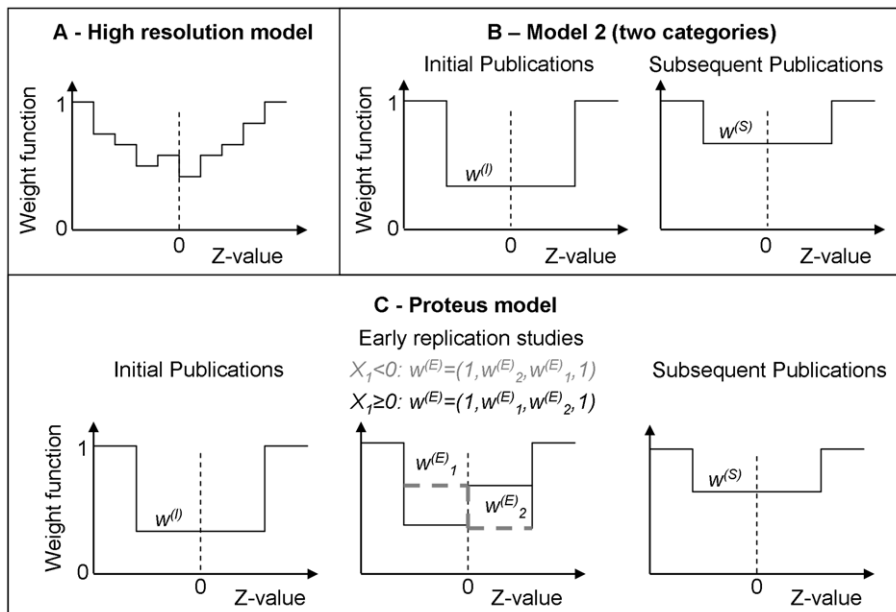 A - High resolution model
Weight function
1
0
0
Z-value
B – Model 2 (two categories)
Initial Publications
Subsequent Publications
Weight function
1
0
w(I)
0
Z-value
w(S)
0
Z-value
C - Proteus model
Initial Publications
Early replication studies
X1<0: w(E)=(1,w(E)2,w(E)1,1)
X1≥0: w(E)=(1,w(E)1,w(E)2,1)
Subsequent Publications
Weight function
1
0
w(I)
0
Z-value
w(E)1
w(E)2
0
Z-value
w(S)
0
Z-value